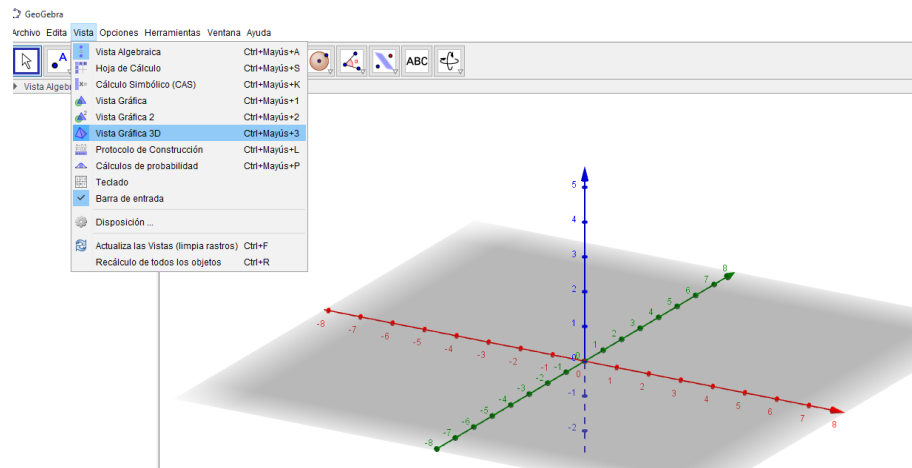 GeoGebra
Archivo Edita Vista Opciones Herramientas Ventana Ayuda
A ABC
Vista Algeb
Vista Algebraica Ctrl+Mayús+A
Hoja de Cálculo Ctrl+Mayús+S
Cálculo Simbólico (CAS) Ctrl+Mayús+K
Vista Gráfica Ctrl+Mayús+1
Vista Gráfica 2 Ctrl+Mayús+2
Vista Gráfica 3D Ctrl+Mayús+3
Protocolo de Construcción Ctrl+Mayús+L
Cálculos de probabilidad Ctrl+Mayús+P
Teclado
Barra de entrada
Disposición ...
Actualiza las Vistas (limpia rastros) Ctrl+F
Recálculo de todos los objetos Ctrl+R
5
4
3
2
1
0
-1
-2
-8 -7 -6 -5 -4 -3 -2 -1 0 1 2 3 4 5 6 7 8
-8 -7 -6 -5 -4 -3 -2 -1 0 1 2 3 4 5 6 7 8